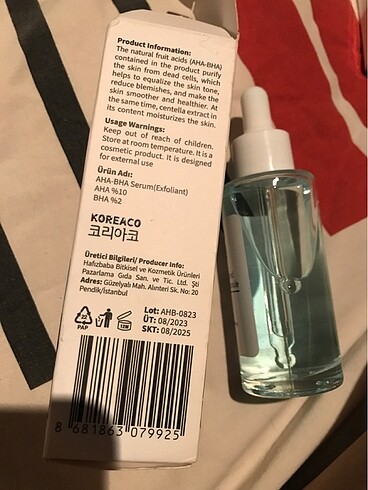 Product Information:
The natural fruit acids (AHA-BHA)
contained in the product purify
the skin from dead cells, which
helps to equalize the skin tone,
reduce blemishes, and make the
skin smoother and healthier. At
the same time, centella extract in
its content moisturizes the skin.
Usage Warnings:
Keep out of reach of children.
Store at room temperature. It is a
cosmetic product. It is designed
for external use
Ürün Adı:
AHA-BHA Serum(Exfoliant)
AHA %10
BHA %2
KOREACO
코리아코
Üretici Bilgileri/ Producer Info:
Hafızbaba Bitkisel ve Kozmetik Ürünleri
Pazarlama Gıda San. ve Tic. Ltd. Şti
Adres: Güzelyalı Mah. Alınteri Sk. No: 20
Pendik/İstanbul
PAP
12M
Lot: AHB-0823
ÜT: 08/2023
SKT: 08/2025
8 681863 079925